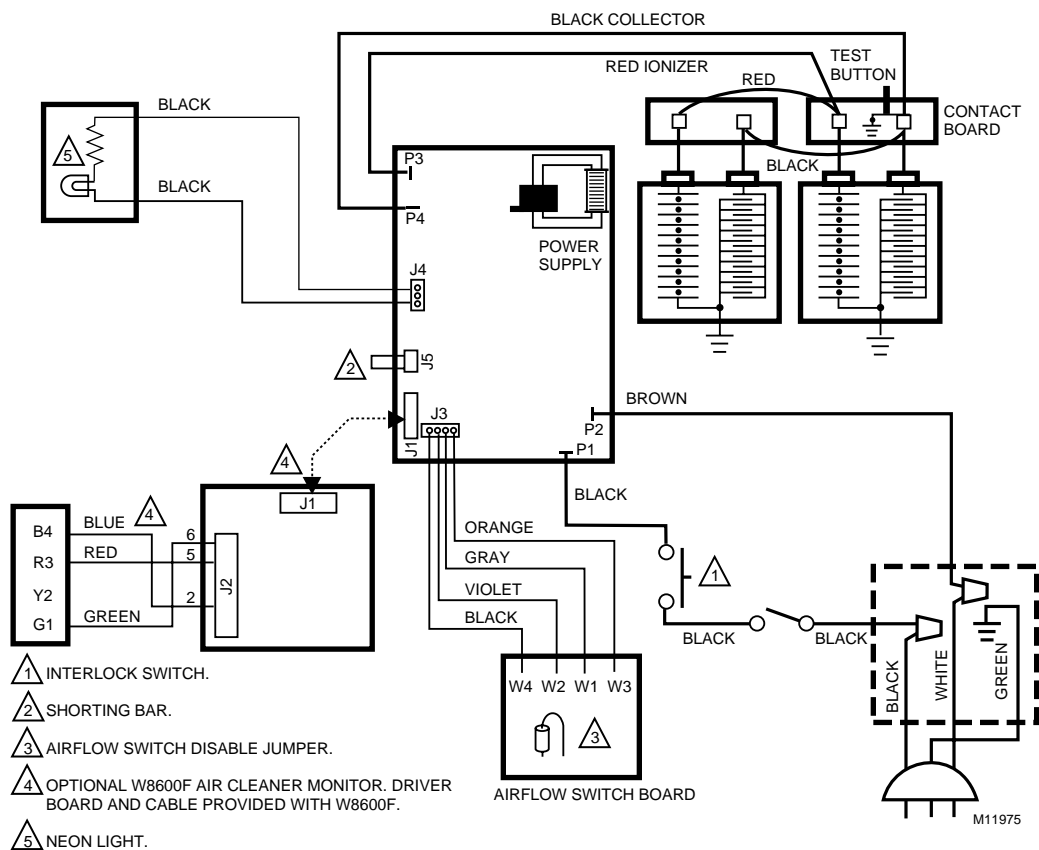 BLACK COLLECTOR
RED IONIZER
TEST
BUTTON
RED
CONTACT
BOARD
BLACK
BLACK
BLACK
5
P3
P4
POWER
SUPPLY
J4
2
J5
J1
J3
P2
P1
BROWN
4
J1
BLACK
B4
R3
Y2
G1
BLUE
RED
GREEN
4
6
5
2
J2
ORANGE
GRAY
VIOLET
BLACK
1
BLACK
BLACK
BLACK
WHITE
GREEN
W4 W2 W1 W3
3
AIRFLOW SWITCH BOARD
1 INTERLOCK SWITCH.
2 SHORTING BAR.
3 AIRFLOW SWITCH DISABLE JUMPER.
4 OPTIONAL W8600F AIR CLEANER MONITOR. DRIVER
BOARD AND CABLE PROVIDED WITH W8600F.
5 NEON LIGHT.
M11975